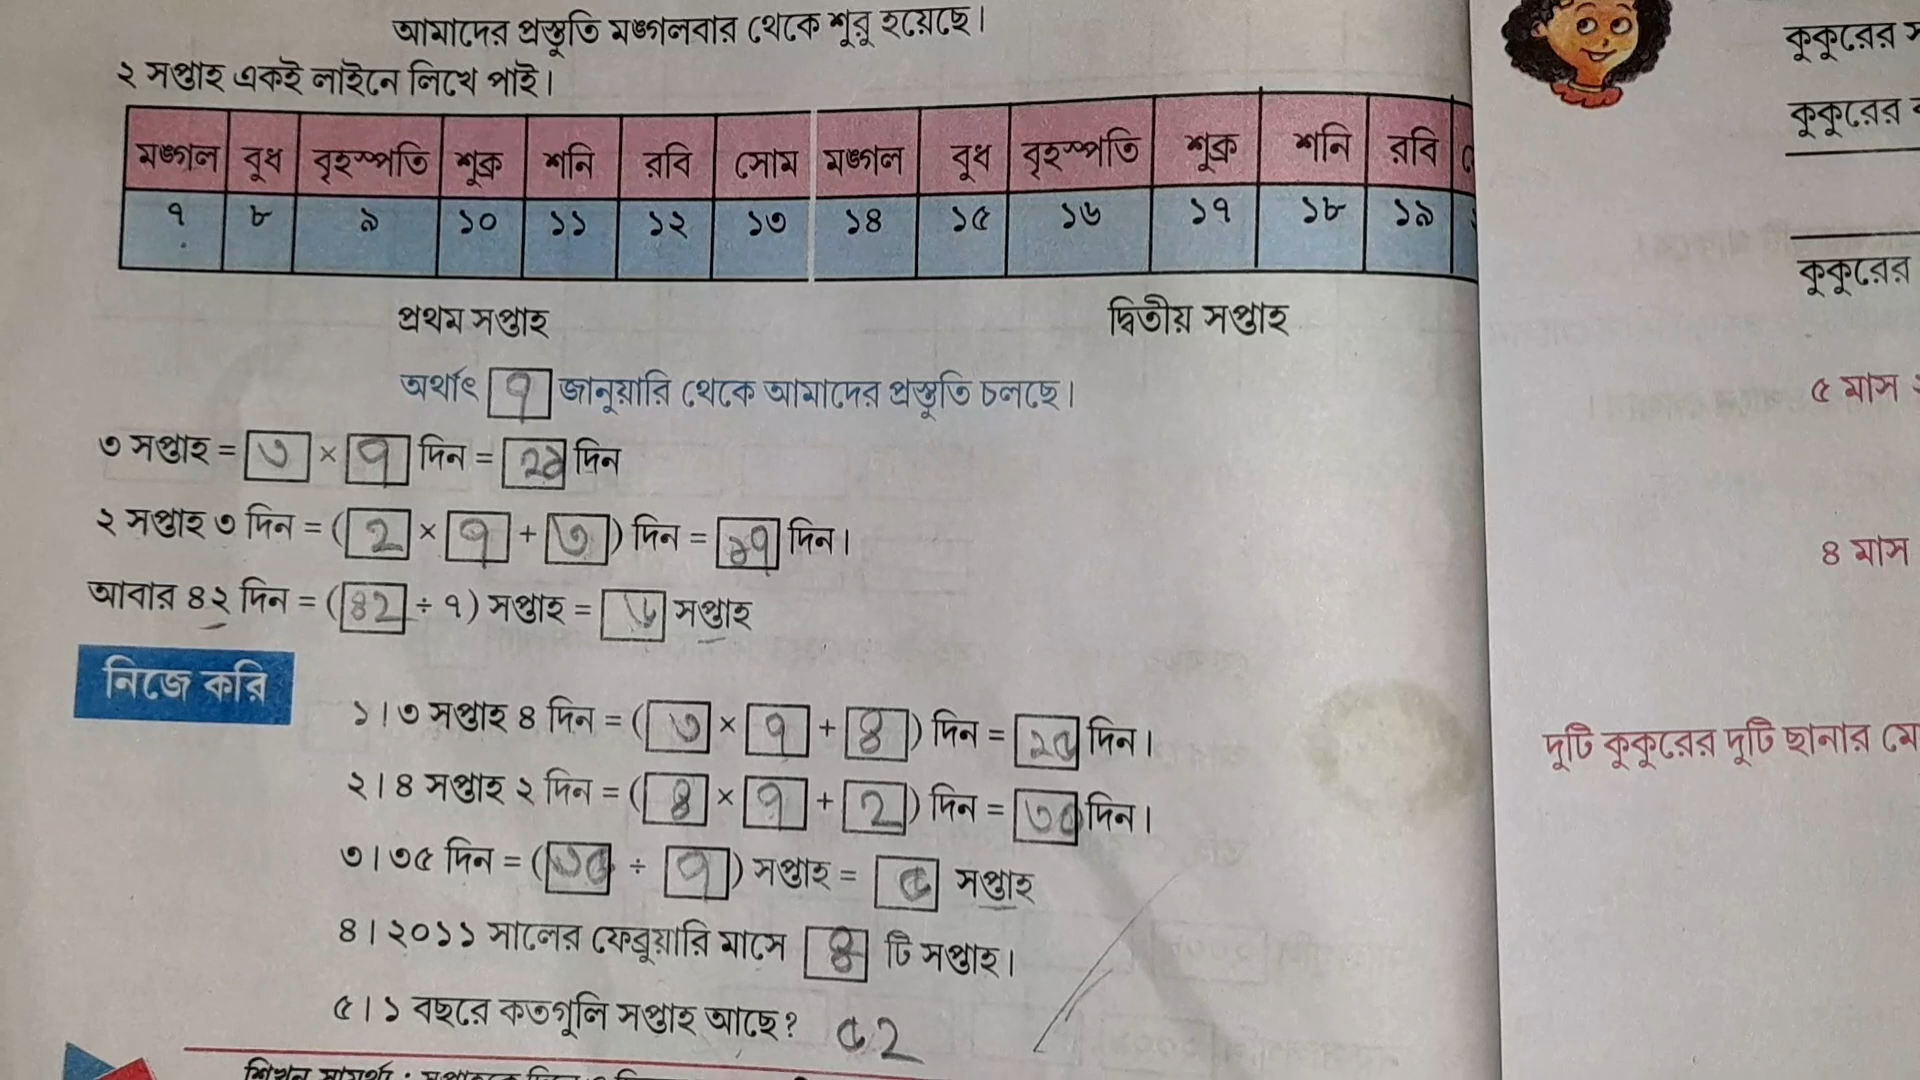 আমাদের প্রস্তুতি মঙ্গলবার থেকে শুরু হয়েছে।
২ সপ্তাহ একই লাইনে লিখে পাই।
মঙ্গল বুধ বৃহস্পতি শুক্র শনি রবি সোম মঙ্গল বুধ বৃহস্পতি শুক্র শনি রবি
৭ ৮ ৯ ১০ ১১ ১২ ১৩ ১৪ ১৫ ১৬ ১৭ ১৮ ১৯
প্রথম সপ্তাহ দ্বিতীয় সপ্তাহ
অর্থাৎ ৭ জানুয়ারি থেকে আমাদের প্রস্তুতি চলছে।
৩ সপ্তাহ = ৩ × ৭ দিন = ২১ দিন
২ সপ্তাহ ৩ দিন = (২ × ৭ + ৩) দিন = ১৭ দিন।
আবার ৪২ দিন = (৪২ ÷ ৭) সপ্তাহ = ৬ সপ্তাহ
নিজে করি
১। ৩ সপ্তাহ ৪ দিন = (৩ × ৭ + ৪) দিন = ২৫ দিন।
২। ৪ সপ্তাহ ২ দিন = (৪ × ৭ + ২) দিন = ৩০ দিন।
৩। ৩৫ দিন = (৩৫ ÷ ৭) সপ্তাহ = ৫ সপ্তাহ
৪। ২০১১ সালের ফেব্রুয়ারি মাসে ৪ টি সপ্তাহ।
৫। ১ বছরে কতগুলি সপ্তাহ আছে? ৫২
কুকুরের
কুকুরের
কুকুরের
৫ মাস
৪ মাস
দুটি কুকুরের দুটি ছানার